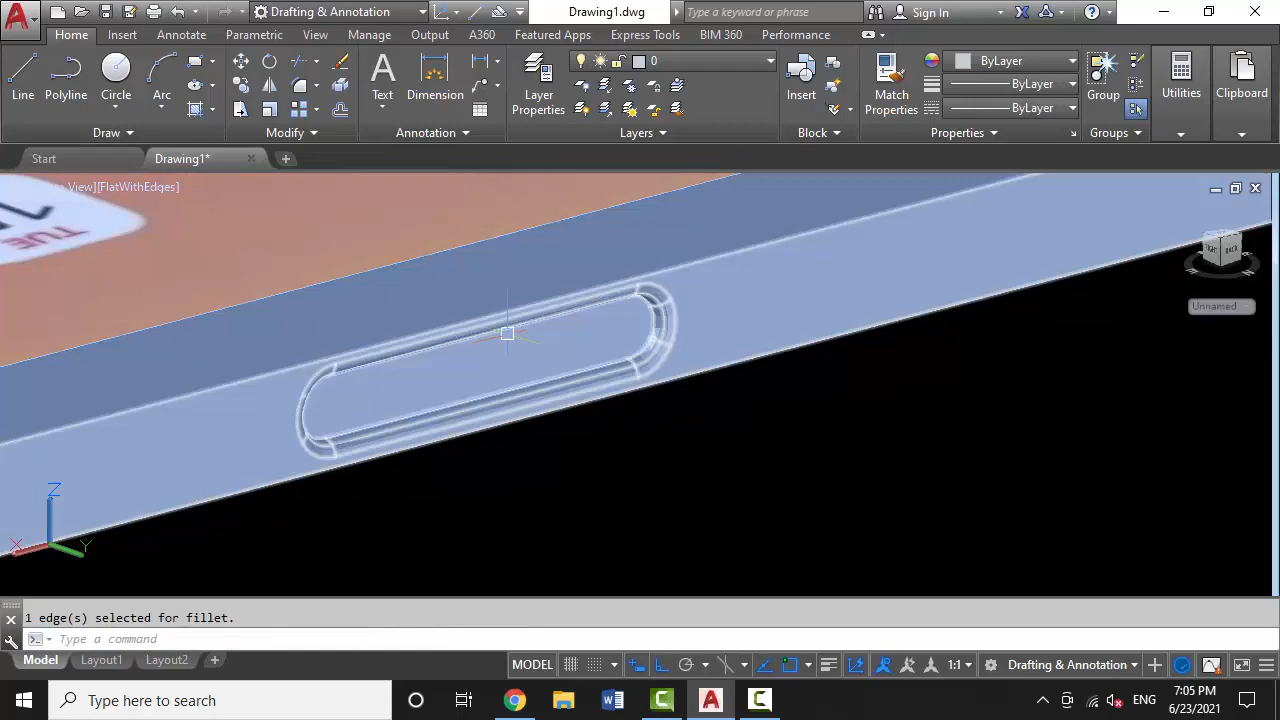 Drafting & Annotation
Drawing1.dwg
Type a keyword or phrase
Sign In
Home Insert Annotate Parametric View Manage Output A360 Featured Apps Express Tools BIM 360 Performance
Line Polyline Circle Arc
Text Dimension
Layer Properties
0
Insert
Match Properties
ByLayer
ByLayer
ByLayer
Group
Utilities
Clipboard
Draw Modify Annotation Layers Block Properties Groups
Start Drawing1*
View][FlatWithEdges]
TUE
RIGHT BACK
Unnamed
Z
X Y
1 edge(s) selected for fillet.
Type a command
Model Layout1 Layout2
MODEL 1:1 Drafting & Annotation
Type here to search
ENG
7:05 PM
6/23/2021